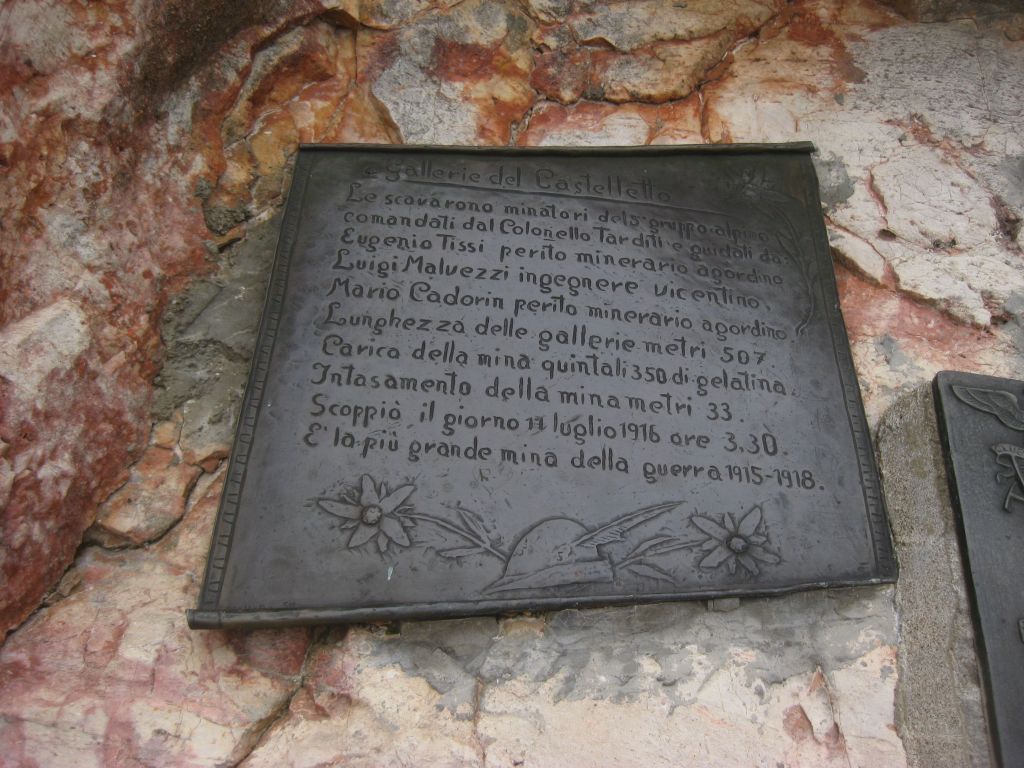 Gallerie del Castelletto
Le scavarono minatori del 5° gruppo alpino
comandati dal Colonello Tarditi e guidati da:
Eugenio Tissi perito minerario agordino
Luigi Malvezzi ingegnere vicentino,
Mario Cadorin perito minerario agordino.
Lunghezza delle gallerie metri 507
Carica della mina quintali 350 di gelatina.
Intasamento della mina metri 33
Scoppiò il giorno 11 luglio 1916 ore 3,30.
E' la più grande mina della guerra 1915-1918.